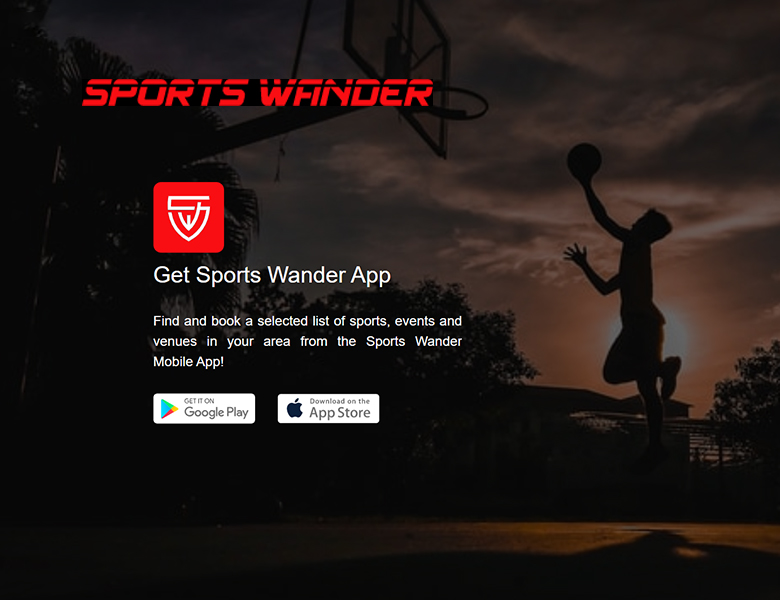 SPORTS WANDER
Get Sports Wander App
Find and book a selected list of sports, events and
venues in your area from the Sports Wander
Mobile App!
GET IT ON
Google Play
Download on the
App Store